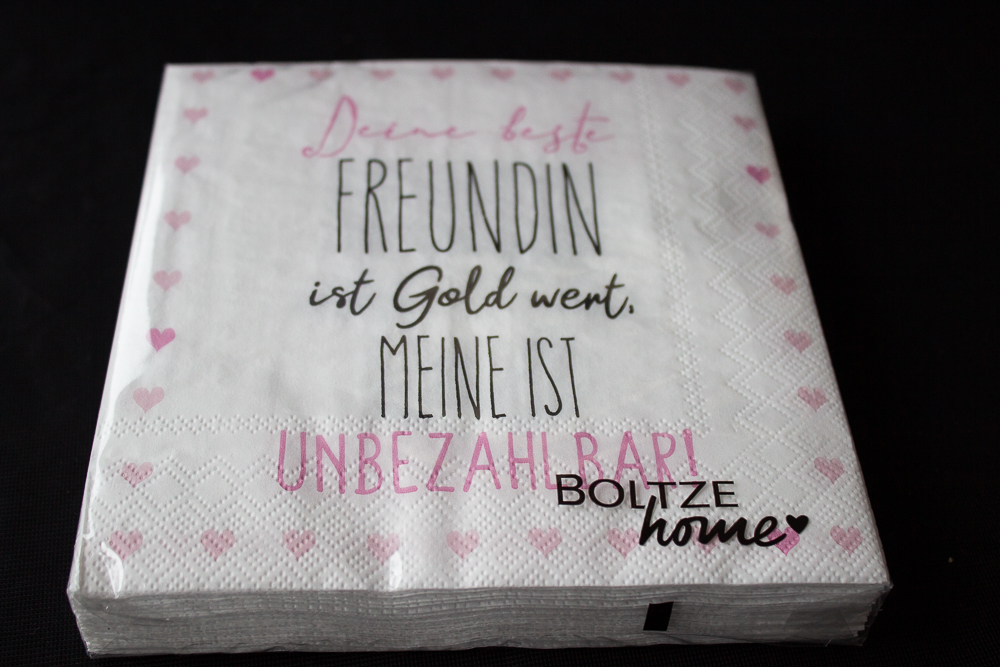 Deine beste
FREUNDIN
ist Gold wert.
MEINE IST
UNBEZAHLBAR!
BOLTZE
home